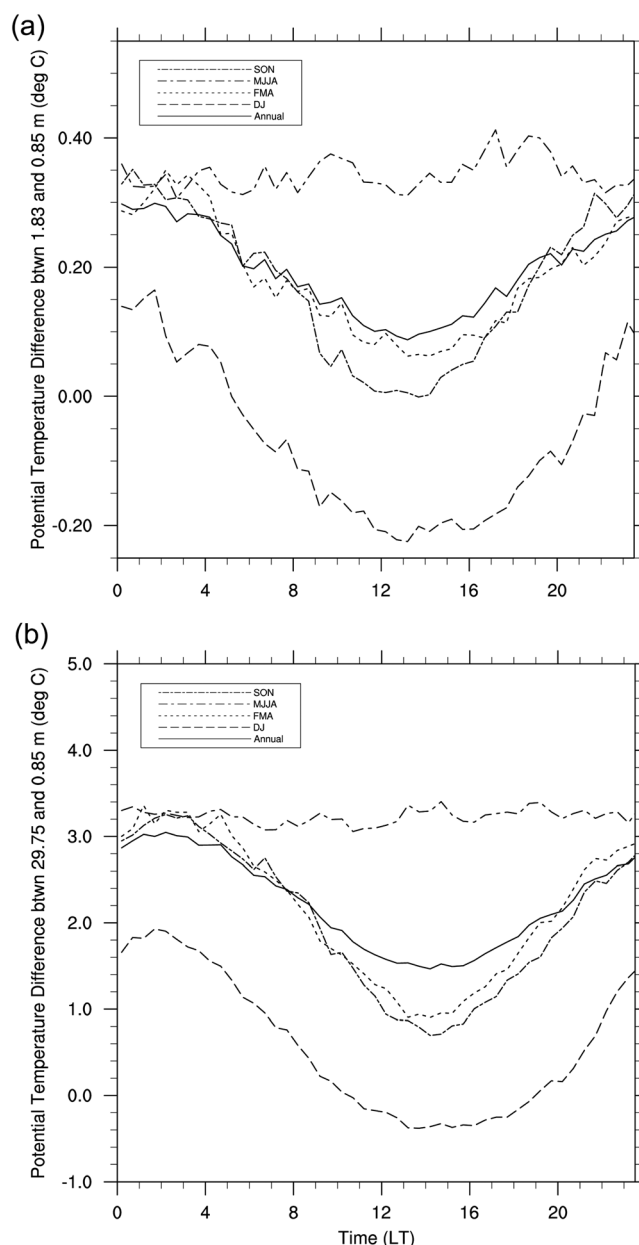 (a)
Potential Temperature Difference btwn 1.83 and 0.85 m (deg C)
SON
MJJA
FMA
DJ
Annual
0.40
0.20
0.00
-0.20
0 4 8 12 16 20
(b)
Potential Temperature Difference btwn 29.75 and 0.85 m (deg C)
5.0
SON
MJJA
FMA
DJ
Annual
4.0
3.0
2.0
1.0
0.0
-1.0
0 4 8 12 16 20
Time (LT)